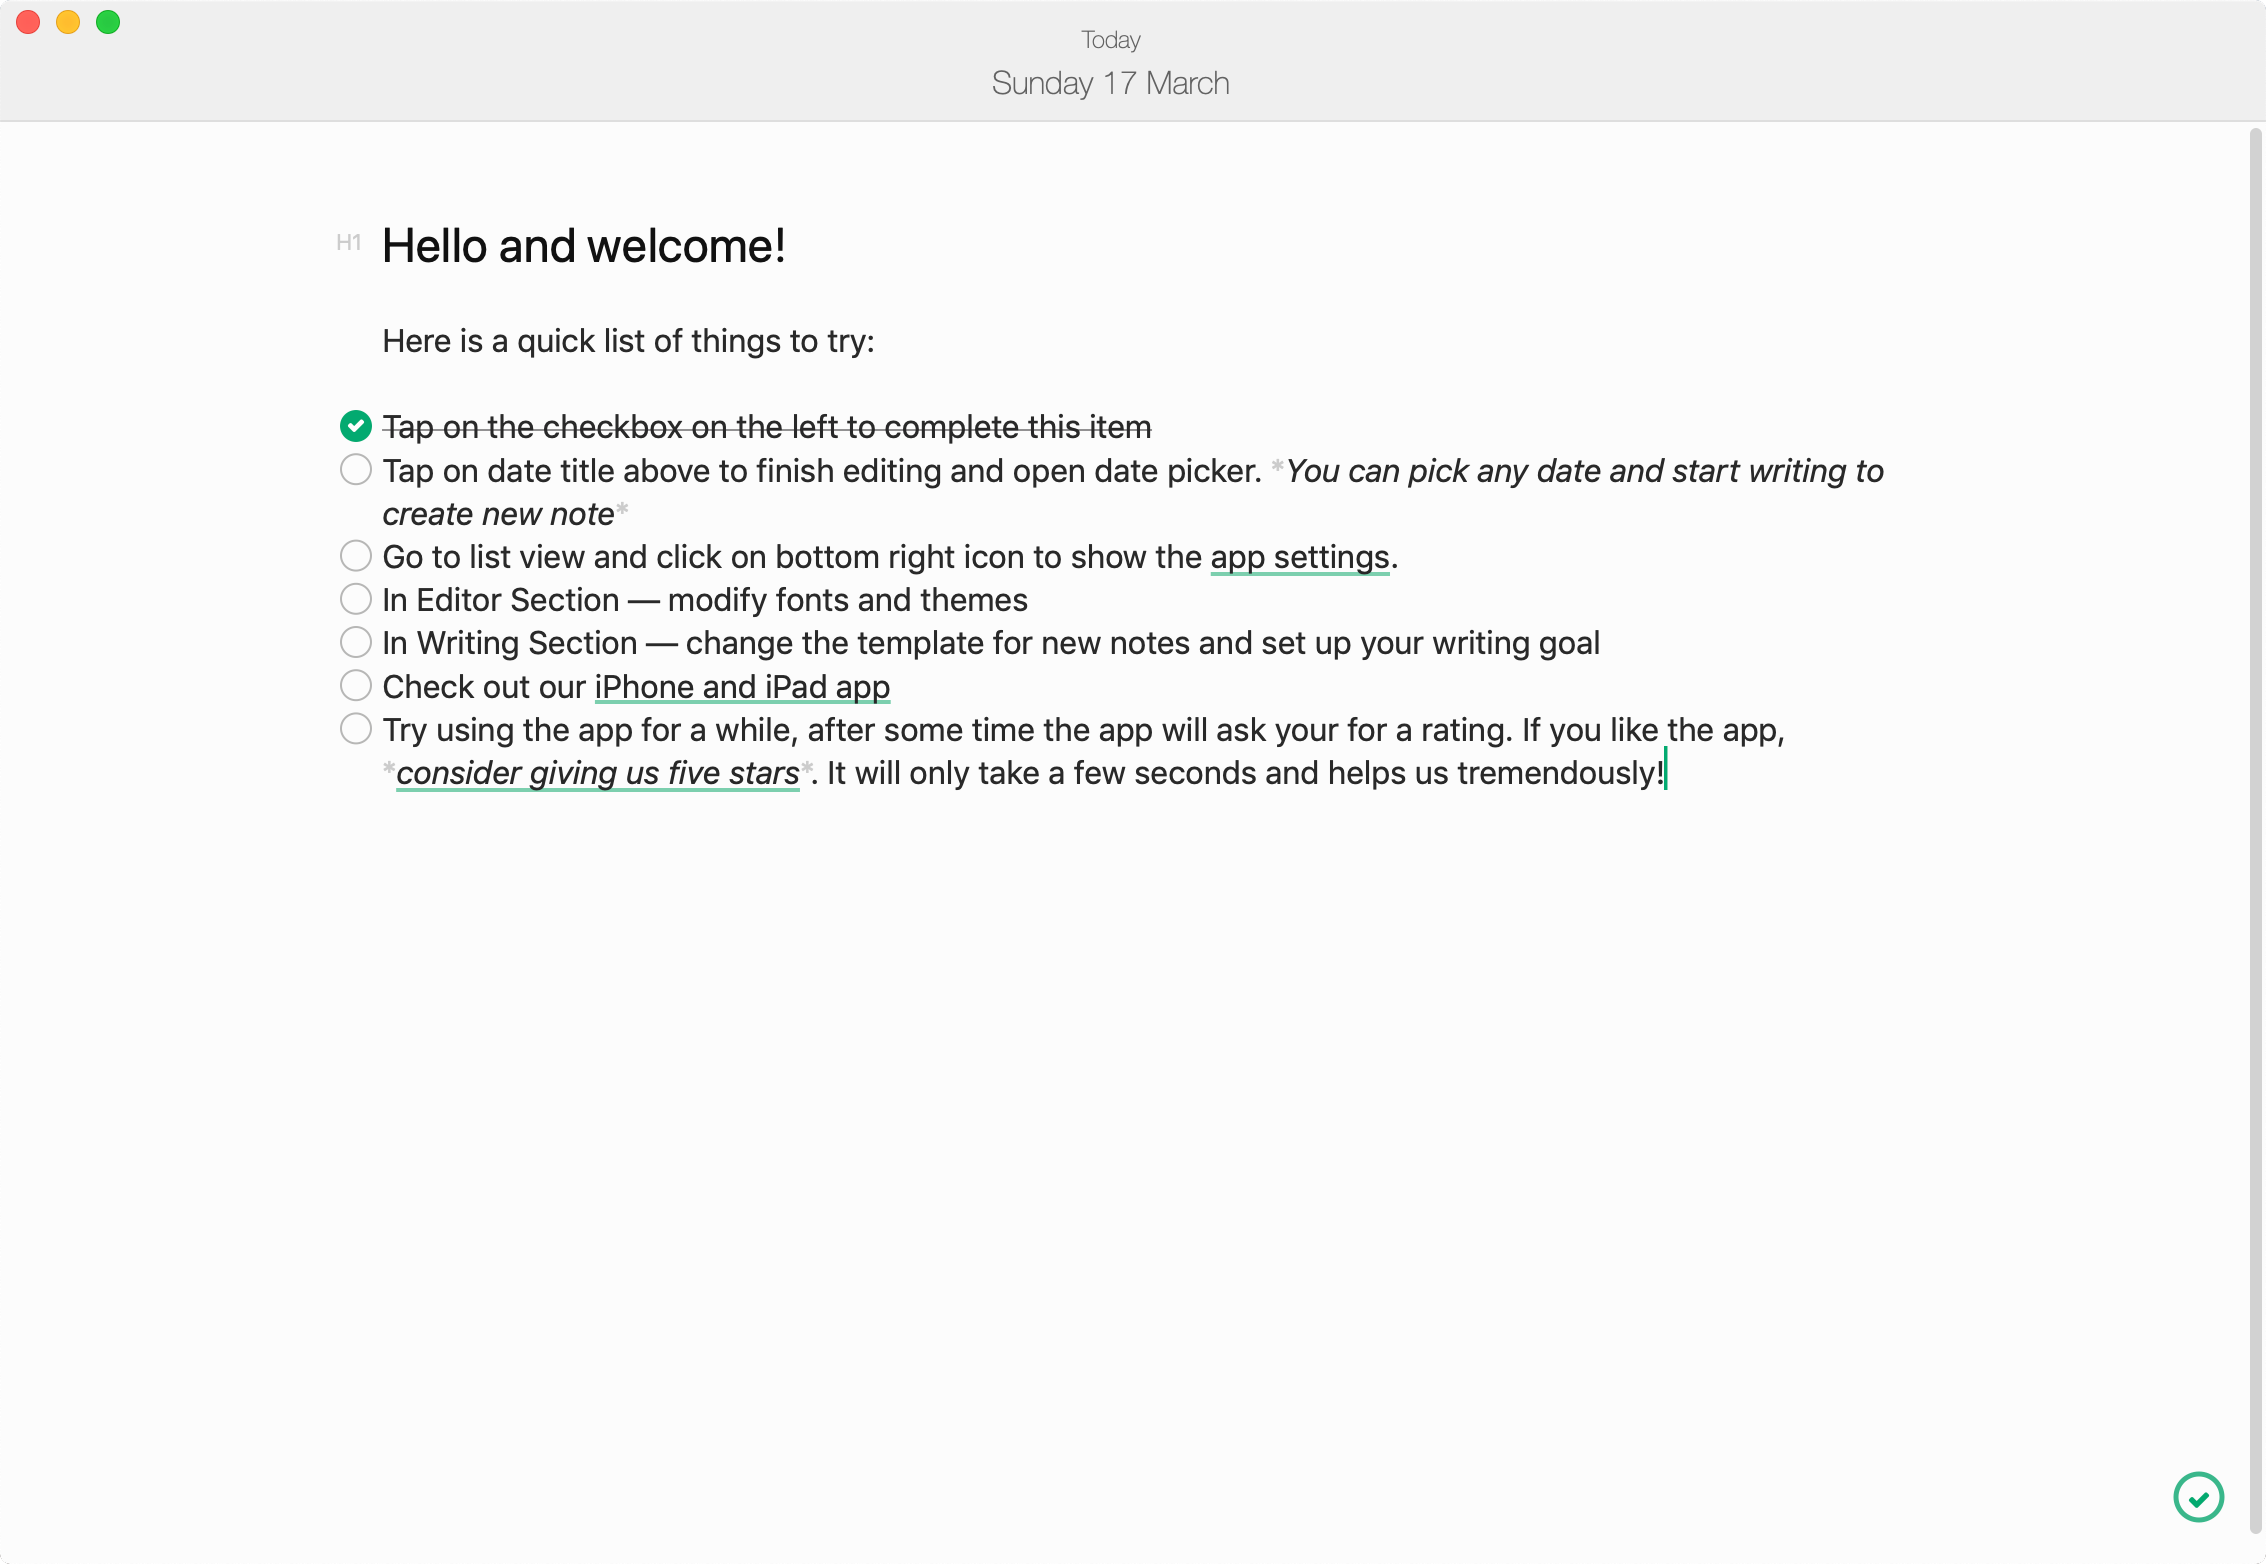 Today
Sunday 17 March
H1 Hello and welcome!
Here is a quick list of things to try:
Tap on the checkbox on the left to complete this item
Tap on date title above to finish editing and open date picker. *You can pick any date and start writing to
create new note*
Go to list view and click on bottom right icon to show the app settings.
In Editor Section — modify fonts and themes
In Writing Section — change the template for new notes and set up your writing goal
Check out our iPhone and iPad app
Try using the app for a while, after some time the app will ask your for a rating. If you like the app,
*consider giving us five stars*. It will only take a few seconds and helps us tremendously!